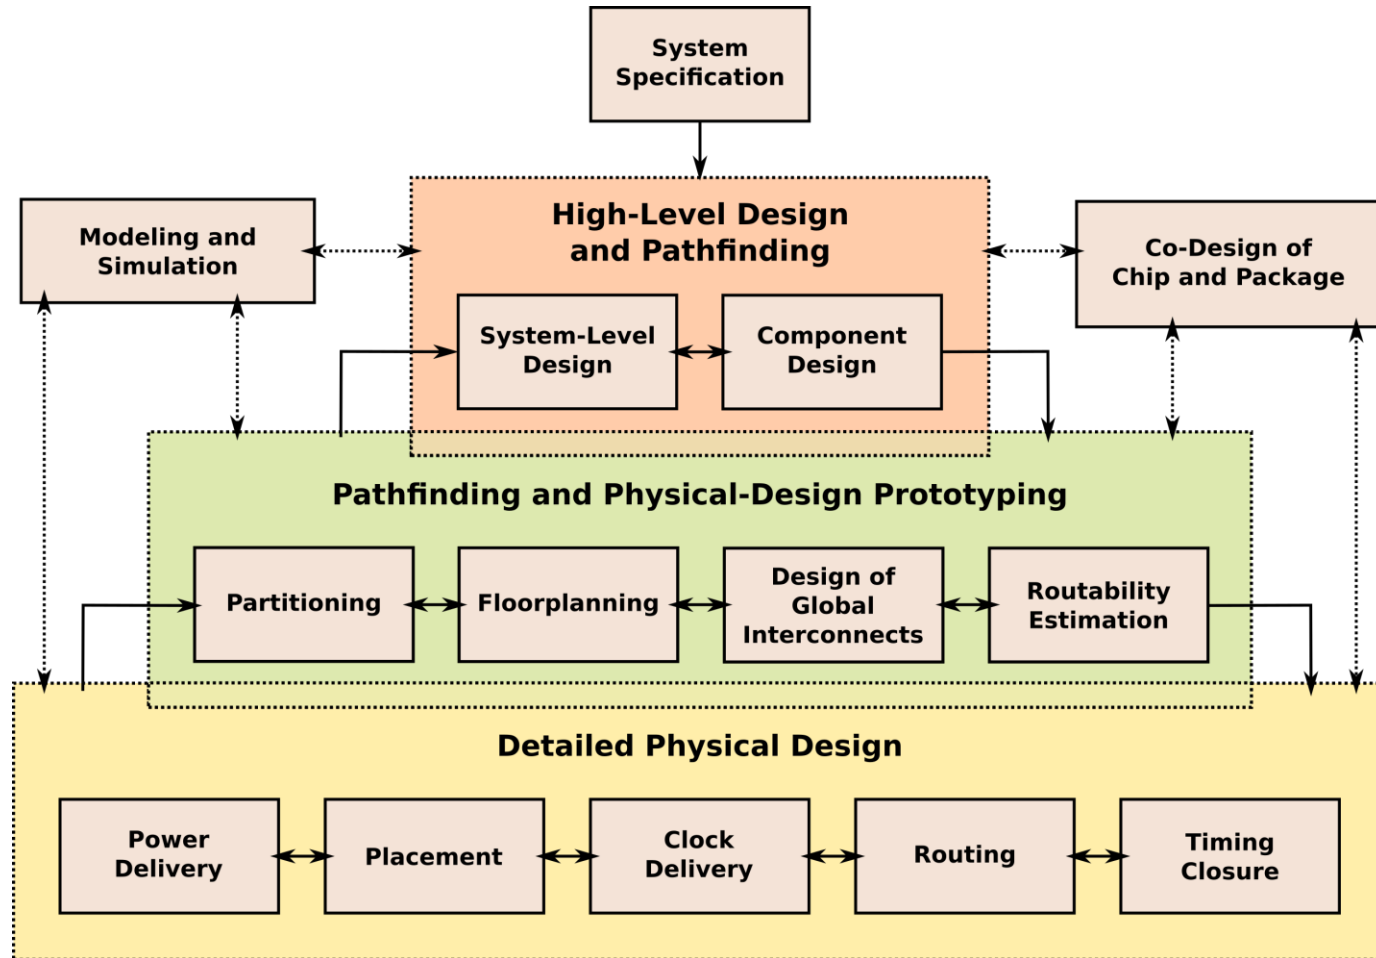 System
Specification
High-Level Design
and Pathfinding
Modeling and
Simulation
Co-Design of
Chip and Package
System-Level
Design
Component
Design
Pathfinding and Physical-Design Prototyping
Partitioning
Floorplanning
Design of
Global
Interconnects
Routability
Estimation
Detailed Physical Design
Power
Delivery
Placement
Clock
Delivery
Routing
Timing
Closure